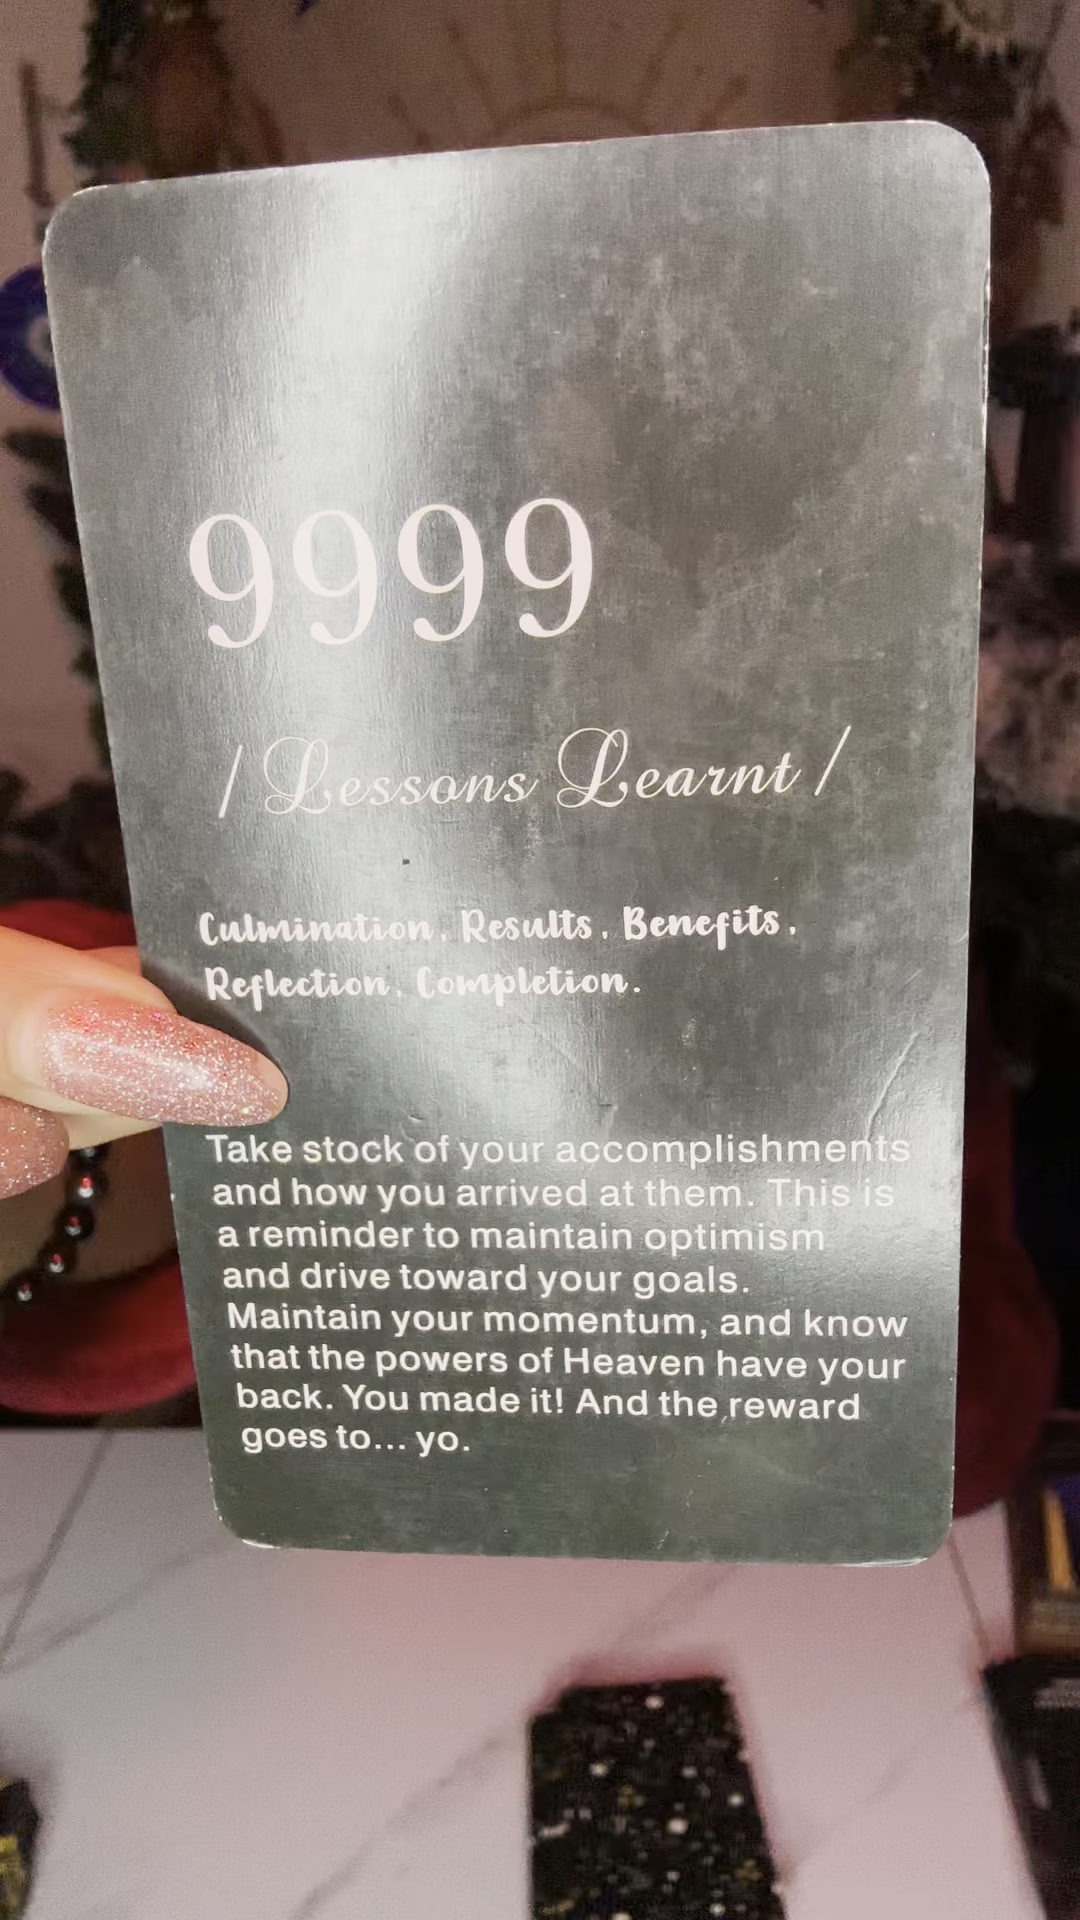 9999
/ Lessons Learnt /
Culmination, Results, Benefits,
Reflection, Completion.
Take stock of your accomplishments
and how you arrived at them. This is
a reminder to maintain optimism
and drive toward your goals.
Maintain your momentum, and know
that the powers of Heaven have your
back. You made it! And the reward
goes to... yo.